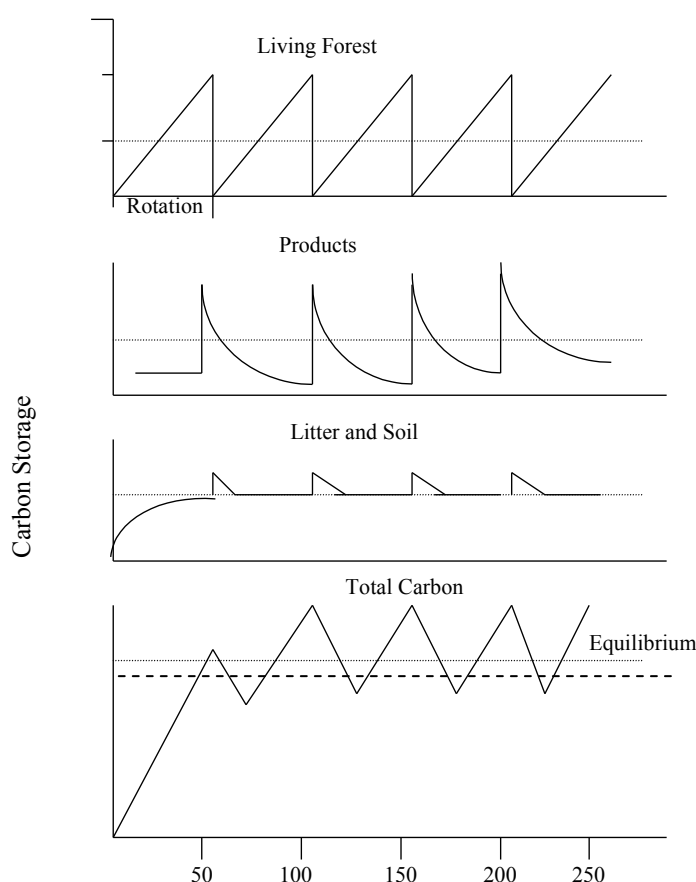 Living Forest
Rotation
Products
Carbon Storage
Litter and Soil
Total Carbon
Equilibrium
50 100 150 200 250